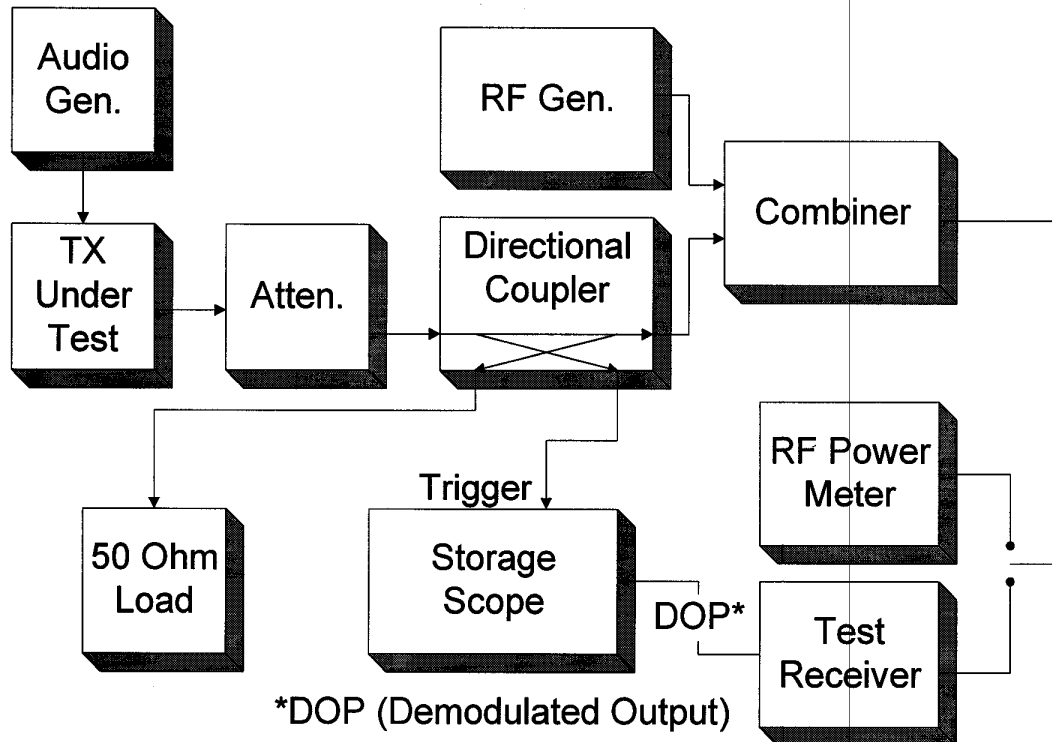 Audio
Gen.
RF Gen.
Combiner
TX
Under
Test
Atten.
Directional
Coupler
Trigger
50 Ohm
Load
Storage
Scope
DOP*
RF Power
Meter
Test
Receiver
*DOP (Demodulated Output)